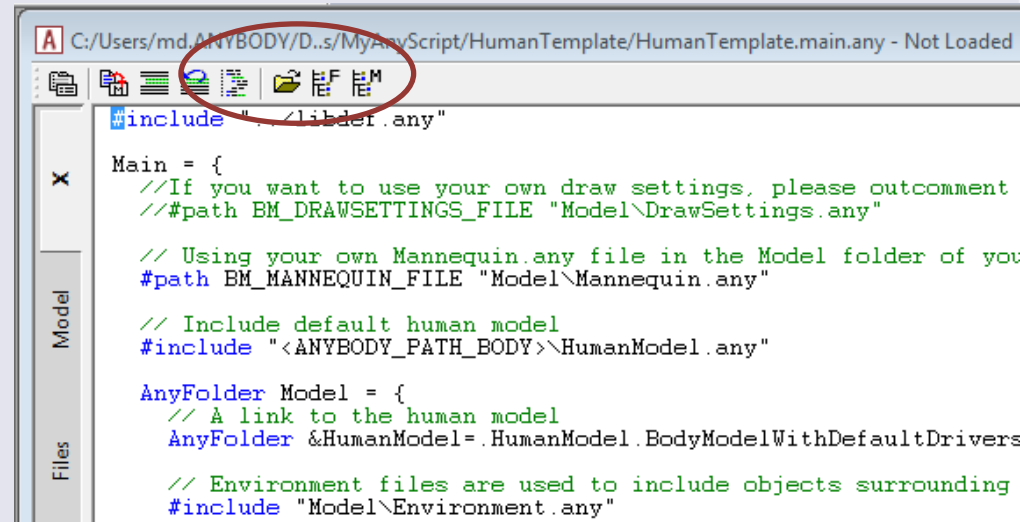 A C:/Users/md.ANYBODY/D..s/MyAnyScript/HumanTemplate/HumanTemplate.main.any - Not Loaded
M F M
#include "../libdef.any"
Main = {
//If you want to use your own draw settings, please outcomment
//#path BM_DRAWSETTINGS_FILE "Model\DrawSettings.any"
// Using your own Mannequin.any file in the Model folder of you
#path BM_MANNEQUIN_FILE "Model\Mannequin.any"
// Include default human model
#include "<ANYBODY_PATH_BODY>\HumanModel.any"
AnyFolder Model = {
// A link to the human model
AnyFolder &HumanModel=.HumanModel.BodyModelWithDefaultDrivers
// Environment files are used to include objects surrounding
#include "Model\Environment.any"
Model
Files